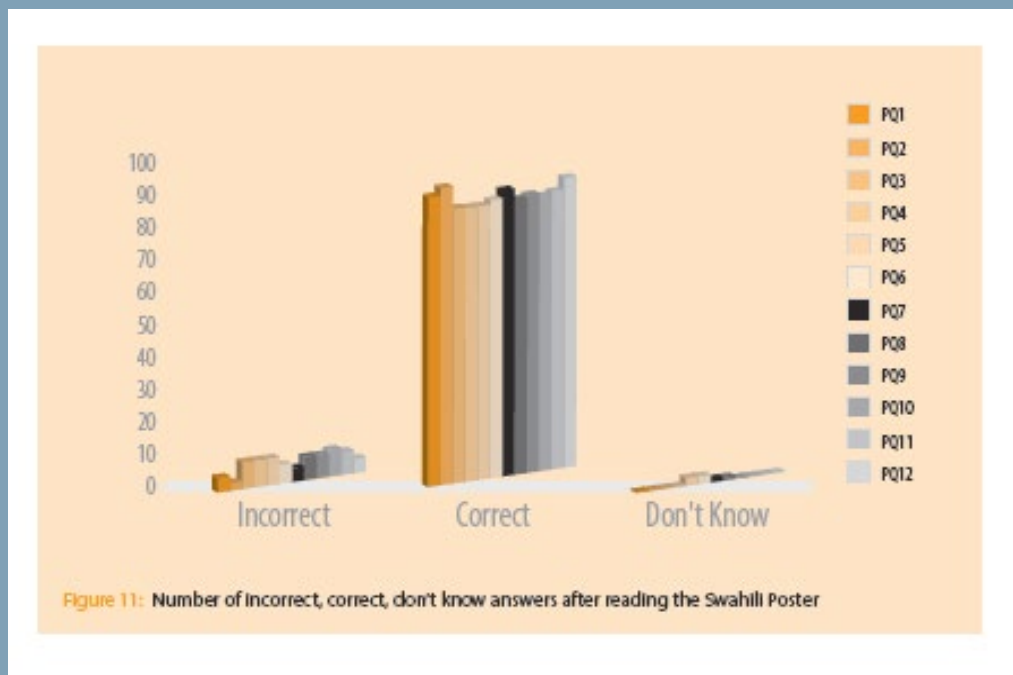 100
90
80
70
60
50
40
30
20
10
0
Incorrect Correct Don't Know
PQ1
PQ2
PQ3
PQ4
PQ5
PQ6
PQ7
PQ8
PQ9
PQ10
PQ11
PQ12
Figure 11: Number of incorrect, correct, don't know answers after reading the Swahili Poster